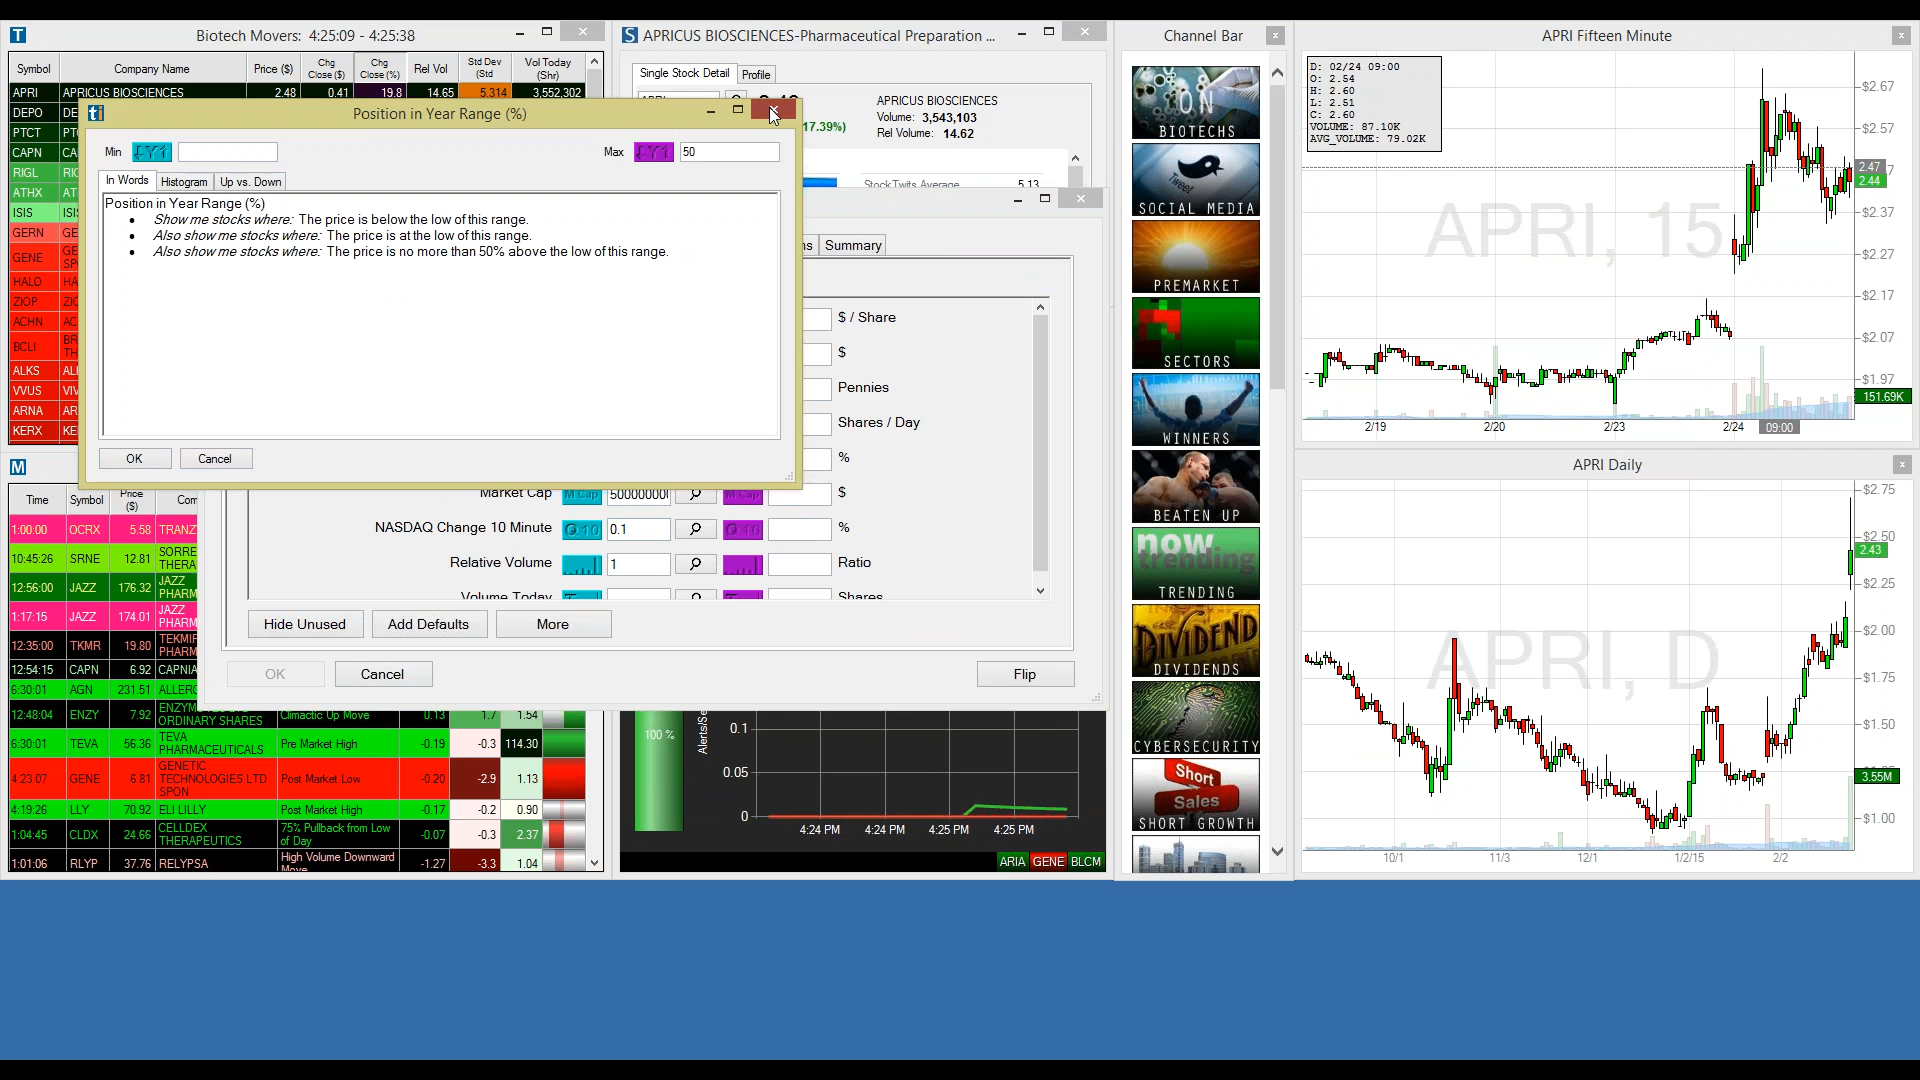 T
Biotech Movers: 4:25:09 - 4:25:38
Symbol Company Name Price ($) Chg Close ($) Chg Close (%) Rel Vol Std Dev (Std Vol Today (Shr)
APRI APRICUS BIOSCIENCES 2.48 0.41 19.8 14.65 5.314 3,552,302
DEPO
PTCT
CAPN
RIGL
ATHX
ISIS
GERN
GENE
HALO
ZIOP
ACHN
BCLI
ALKS
VVUS
ARNA
KERX
ti
Position in Year Range (%)
Min
Max
50
In Words
Histogram
Up vs. Down
Position in Year Range (%)
• Show me stocks where: The price is below the low of this range.
• Also show me stocks where: The price is at the low of this range.
• Also show me stocks where: The price is no more than 50% above the low of this range.
OK
Cancel
S
APRICUS BIOSCIENCES-Pharmaceutical Preparation ...
Single Stock Detail
Profile
APRICUS BIOSCIENCES
Volume: 3,543,103
Rel Volume: 14.62
17.39%)
StockTwits Average 5.13
Summary
$ / Share
$
Pennies
Shares / Day
%
Market Cap $
NASDAQ Change 10 Minute Q 10 0.1 Q 10 %
Relative Volume 1 Ratio
Volume Today Shares
Hide Unused
Add Defaults
More
OK
Cancel
Flip
M
Time Symbol Price ($)
1:00:00 OCRX 5.58
10:45:26 SRNE 12.81
12:56:00 JAZZ 176.32
1:17:15 JAZZ 174.01
12:35:00 TKMR 19.80
12:54:15 CAPN 6.92
6:30:01 AGN 231.51
12:48:04 ENZY 7.92 ORDINARY SHARES Climactic Up Move 0.13 1.7 1.54
6:30:01 TEVA 56.36 TEVA PHARMACEUTICALS Pre Market High -0.19 -0.3 114.30
4:23:07 GENE 6.81 GENETIC TECHNOLOGIES LTD SPON Post Market Low -0.20 -2.9 1.13
4:19:26 LLY 70.92 ELI LILLY Post Market High -0.17 -0.2 0.90
1:04:45 CLDX 24.66 CELLDEX THERAPEUTICS 75% Pullback from Low of Day -0.07 -0.3 2.37
1:01:06 RLYP 37.76 RELYPSA High Volume Downward Move -1.27 -3.3 1.04
100 %
0.1
0.05
0
4:24 PM 4:24 PM 4:25 PM 4:25 PM
ARIA GENE BLCM
Channel Bar
BIOTECHS
Tweet
SOCIAL MEDIA
PREMARKET
SECTORS
WINNERS
BEATEN UP
now trending
TRENDING
DIVIDEND
DIVIDENDS
CYBERSECURITY
Short Sales
SHORT GROWTH
APRI Fifteen Minute
D: 02/24 09:00
O: 2.54
H: 2.60
L: 2.51
C: 2.60
VOLUME: 87.10K
AVG_VOLUME: 79.02K
APRI, 15
$2.67
$2.57
2.47
2.44
$2.37
$2.27
$2.17
$2.07
$1.97
151.69K
2/19 2/20 2/23 2/24 09:00
APRI Daily
APRI, D
$2.75
$2.50
2.43
$2.25
$2.00
$1.75
$1.50
3.55M
$1.00
10/1 11/3 12/1 1/2/15 2/2